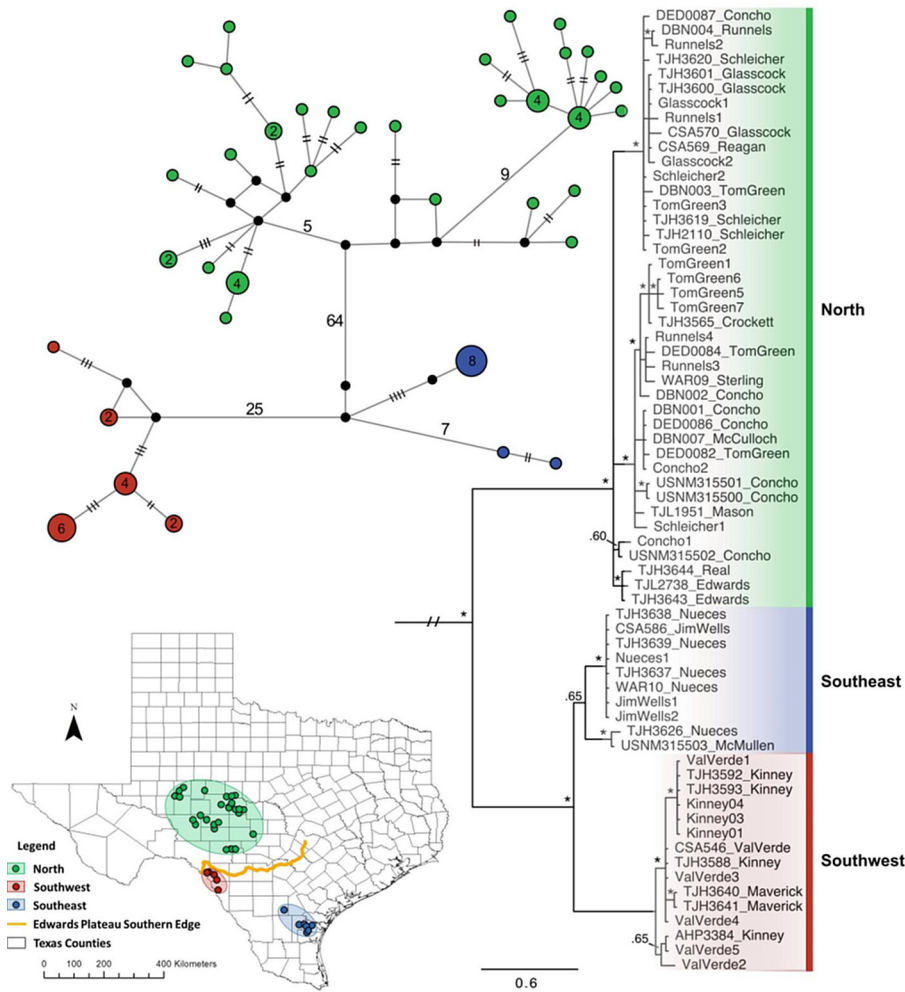 9
4
4
2
5
2
4
64
8
25
7
2
4
6
2
DED0087_Concho
DBN004_Runnels
Runnels2
TJH3620_Schleicher
TJH3601_Glasscock
TJH3600_Glasscock
Glasscock1
Runnels1
CSA570_Glasscock
CSA569_Reagan
Glasscock2
Schleicher2
DBN003_TomGreen
TomGreen3
TJH3619_Schleicher
TJH2110_Schleicher
TomGreen2
TomGreen1
TomGreen6
TomGreen5
TomGreen7
TJH3565_Crockett
Runnels4
DED0084_TomGreen
Runnels3
WAR09_Sterling
DBN002_Concho
DBN001_Concho
DED0086_Concho
DBN007_McCulloch
DED0082_TomGreen
Concho2
USNM315501_Concho
USNM315500_Concho
TJL1951_Mason
Schleicher1
.60
Concho1
USNM315502_Concho
TJH3644_Real
TJL2738_Edwards
TJH3643_Edwards
North
TJH3638_Nueces
CSA586_JimWells
TJH3639_Nueces
Nueces1
TJH3637_Nueces
WAR10_Nueces
JimWells1
JimWells2
.65
TJH3626_Nueces
USNM315503_McMullen
Southeast
ValVerde1
TJH3592_Kinney
TJH3593_Kinney
Kinney04
Kinney03
Kinney01
CSA546_ValVerde
TJH3588_Kinney
ValVerde3
TJH3640_Maverick
TJH3641_Maverick
ValVerde4
.65
AHP3384_Kinney
ValVerde5
ValVerde2
Southwest
0.6
N
Legend
North
Southwest
Southeast
Edwards Plateau Southern Edge
Texas Counties
0 100 200 400 Kilometers